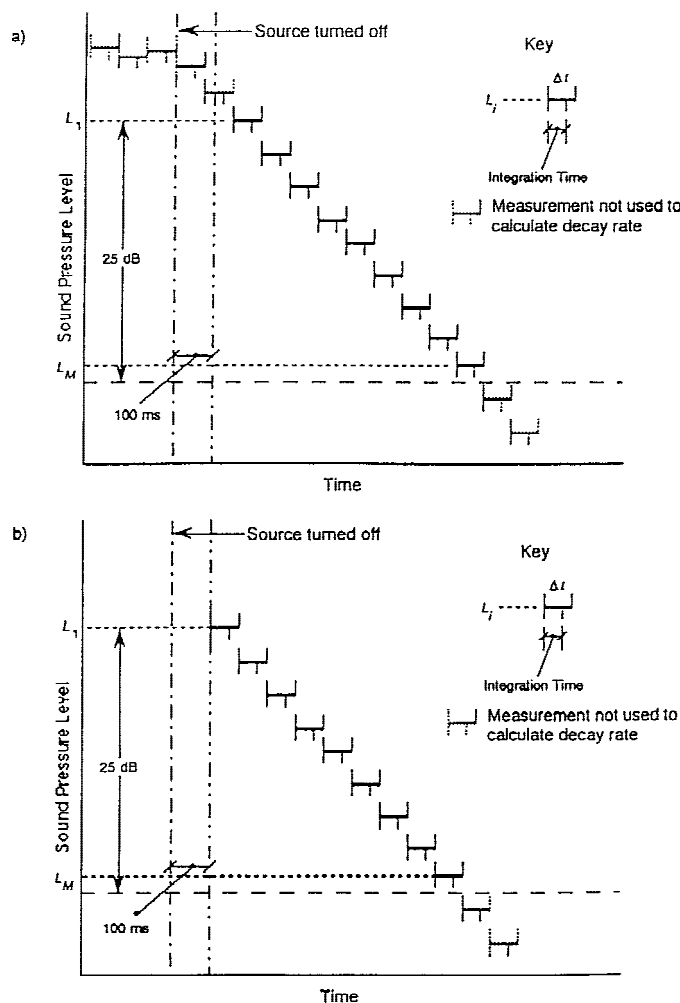 a)
Source turned off
Key
Δt
L₁
Lᵢ
Integration Time
Measurement not used to
calculate decay rate
Sound Pressure Level
25 dB
L_M
100 ms
Time
b)
Source turned off
Key
Δt
L₁
Lᵢ
Integration Time
Measurement not used to
calculate decay rate
Sound Pressure Level
25 dB
L_M
100 ms
Time